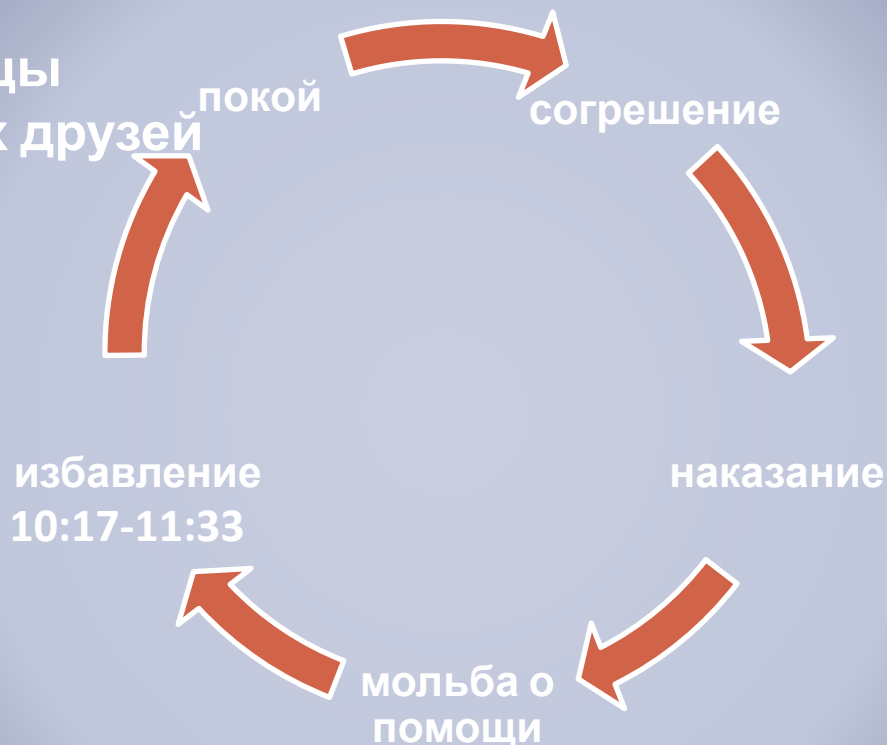 друзей
покой
согрешение
избавление
10:17-11:33
наказание
мольба о
помощи